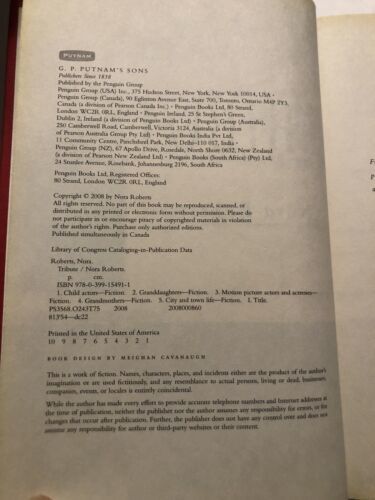 PUTNAM
G. P. PUTNAM'S SONS
Publishers Since 1838
Published by the Penguin Group
Penguin Group (USA) Inc., 375 Hudson Street, New York, New York 10014, USA •
Penguin Group (Canada), 90 Eglinton Avenue East, Suite 700, Toronto, Ontario M4P 2Y3,
Canada (a division of Pearson Canada Inc.) • Penguin Books Ltd, 80 Strand,
London WC2R 0RL, England • Penguin Ireland, 25 St Stephen's Green,
Dublin 2, Ireland (a division of Penguin Books Ltd) • Penguin Group (Australia),
250 Camberwell Road, Camberwell, Victoria 3124, Australia (a division
of Pearson Australia Group Pty Ltd) • Penguin Books India Pvt Ltd,
11 Community Centre, Panchsheel Park, New Delhi–110 017, India •
Penguin Group (NZ), 67 Apollo Drive, Rosedale, North Shore 0632, New Zealand
(a division of Pearson New Zealand Ltd) • Penguin Books (South Africa) (Pty) Ltd,
24 Sturdee Avenue, Rosebank, Johannesburg 2196, South Africa
Penguin Books Ltd, Registered Offices:
80 Strand, London WC2R 0RL, England
Copyright © 2008 by Nora Roberts
All rights reserved. No part of this book may be reproduced, scanned, or
distributed in any printed or electronic form without permission. Please do
not participate in or encourage piracy of copyrighted materials in violation
of the author's rights. Purchase only authorized editions.
Published simultaneously in Canada
Library of Congress Cataloging-in-Publication Data
Roberts, Nora.
Tribute / Nora Roberts.
p. cm.
ISBN 978-0-399-15491-1
1. Child actors—Fiction. 2. Granddaughters—Fiction. 3. Motion picture actors and actresses—
Fiction. 4. Grandmothers—Fiction. 5. City and town life—Fiction. I. Title.
PS3568.O243T75 2008 2008000860
813'.54—dc22
Printed in the United States of America
10 9 8 7 6 5 4 3 2 1
BOOK DESIGN BY MEIGHAN CAVANAUGH
This is a work of fiction. Names, characters, places, and incidents either are the product of the author's
imagination or are used fictitiously, and any resemblance to actual persons, living or dead, businesses,
companies, events, or locales is entirely coincidental.
While the author has made every effort to provide accurate telephone numbers and Internet addresses at
the time of publication, neither the publisher nor the author assumes any responsibility for errors, or for
changes that occur after publication. Further, the publisher does not have any control over and does not
assume any responsibility for author or third-party websites or their content.